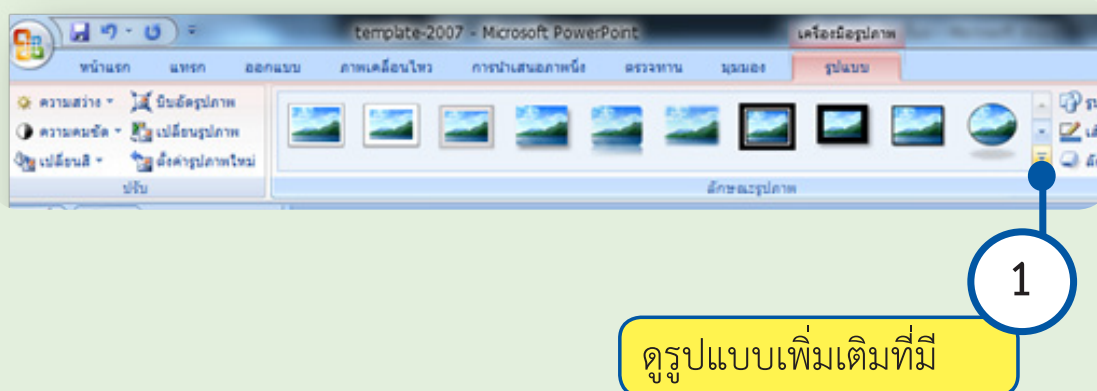 template-2007 - Microsoft PowerPoint
เครื่องมือรูปภาพ
หน้าแรก แทรก ออกแบบ ภาพเคลื่อนไหว การนำเสนอภาพนิ่ง ตรวจทาน มุมมอง รูปแบบ
ความสว่าง บีบอัดรูปภาพ
ความคมชัด เปลี่ยนรูปภาพ
เปลี่ยนสี ตั้งค่ารูปภาพใหม่
ปรับ ลักษณะรูปภาพ
1
ดูรูปแบบเพิ่มเติมที่มี